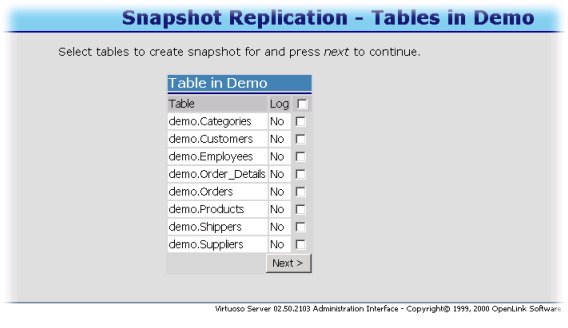 Snapshot Replication - Tables in Demo
Select tables to create snapshot for and press next to continue.
Table in Demo
Table Log
demo.Categories No
demo.Customers No
demo.Employees No
demo.Order_Details No
demo.Orders No
demo.Products No
demo.Shippers No
demo.Suppliers No
Next >
Virtuoso Server 02.50.2103 Administration Interface - Copyright© 1999, 2000 OpenLink Software